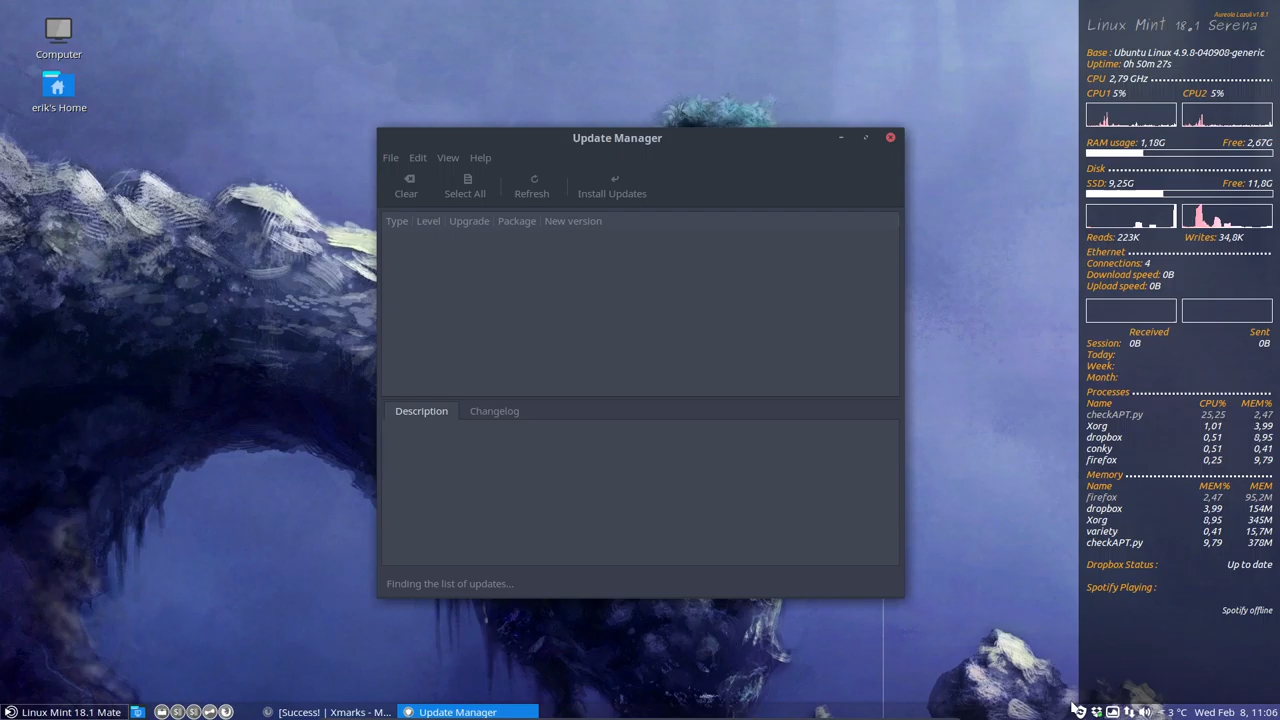 Computer
erik's Home
Update Manager
File Edit View Help
Clear Select All Refresh Install Updates
Type Level Upgrade Package New version
Description Changelog
Finding the list of updates...
Aureola Lazuli v1.8.1
Linux Mint 18.1 Serena
Base : Ubuntu Linux 4.9.8-040908-generic
Uptime: 0h 50m 27s
CPU 2,79 GHz
CPU1 5% CPU2 5%
RAM usage: 1,18G Free: 2,67G
Disk
SSD: 9,25G Free: 11,8G
Reads: 223K Writes: 34,8K
Ethernet
Connections: 4
Download speed: 0B
Upload speed: 0B
Received Sent
Session: 0B 0B
Today:
Week:
Month:
Processes
Name CPU% MEM%
checkAPT.py 25,25 2,47
Xorg 1,01 3,99
dropbox 0,51 8,95
conky 0,51 0,41
firefox 0,25 9,79
Memory
Name MEM% MEM
firefox 2,47 95,2M
dropbox 3,99 154M
Xorg 8,95 345M
variety 0,41 15,7M
checkAPT.py 9,79 378M
Dropbox Status : Up to date
Spotify Playing :
Spotify offline
Linux Mint 18.1 Mate [Success! | Xmarks - M... Update Manager 3 °C Wed Feb 8, 11:06